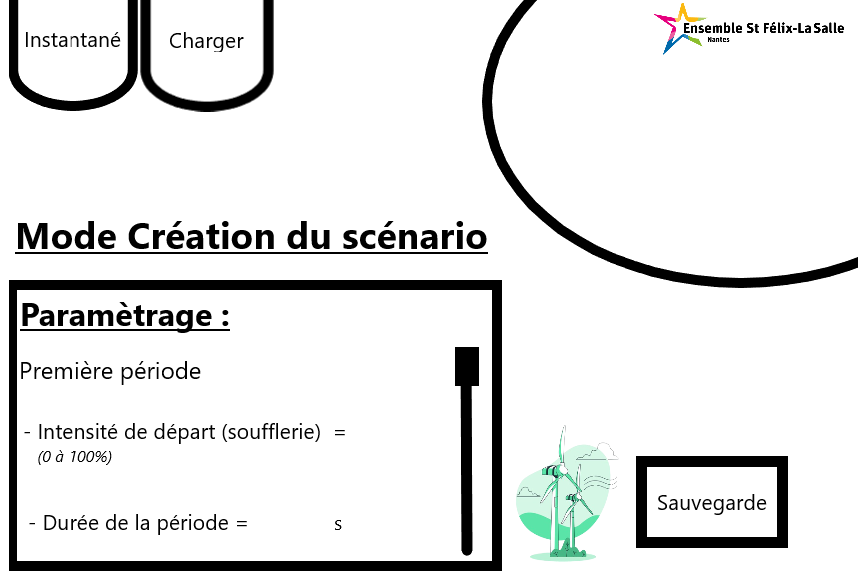 Instantané
Charger
Ensemble St Félix-La Salle
Nantes
Mode Création du scénario
Paramètrage :
Première période
- Intensité de départ (soufflerie) =
(0 à 100%)
- Durée de la période = s
Sauvegarde